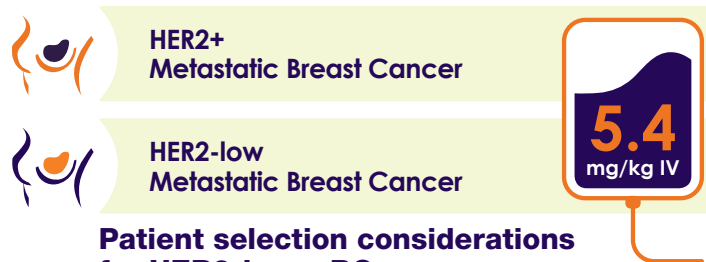 HER2+
Metastatic Breast Cancer
HER2-low
Metastatic Breast Cancer
5.4
mg/kg IV
Patient selection considerations